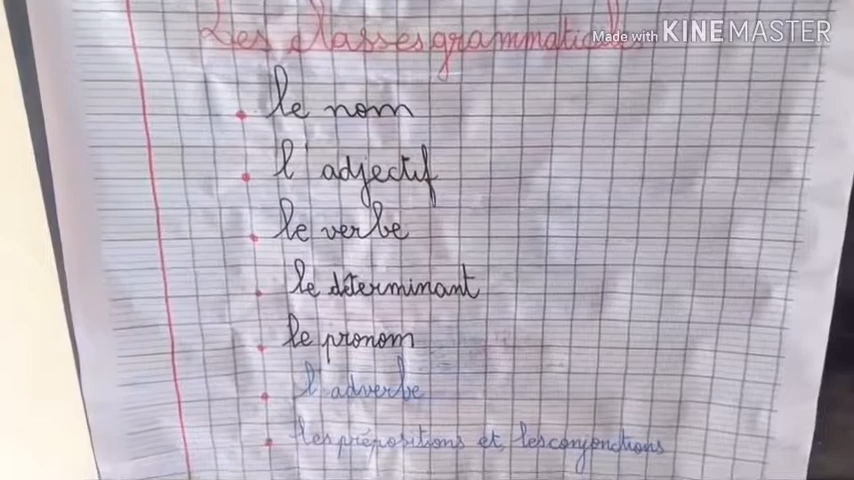 Les classes grammaticales
Made with KINEMASTER
le nom
l'adjectif
le verbe
le déterminant
le pronom
l'adverbe
les prépositions et les conjonctions